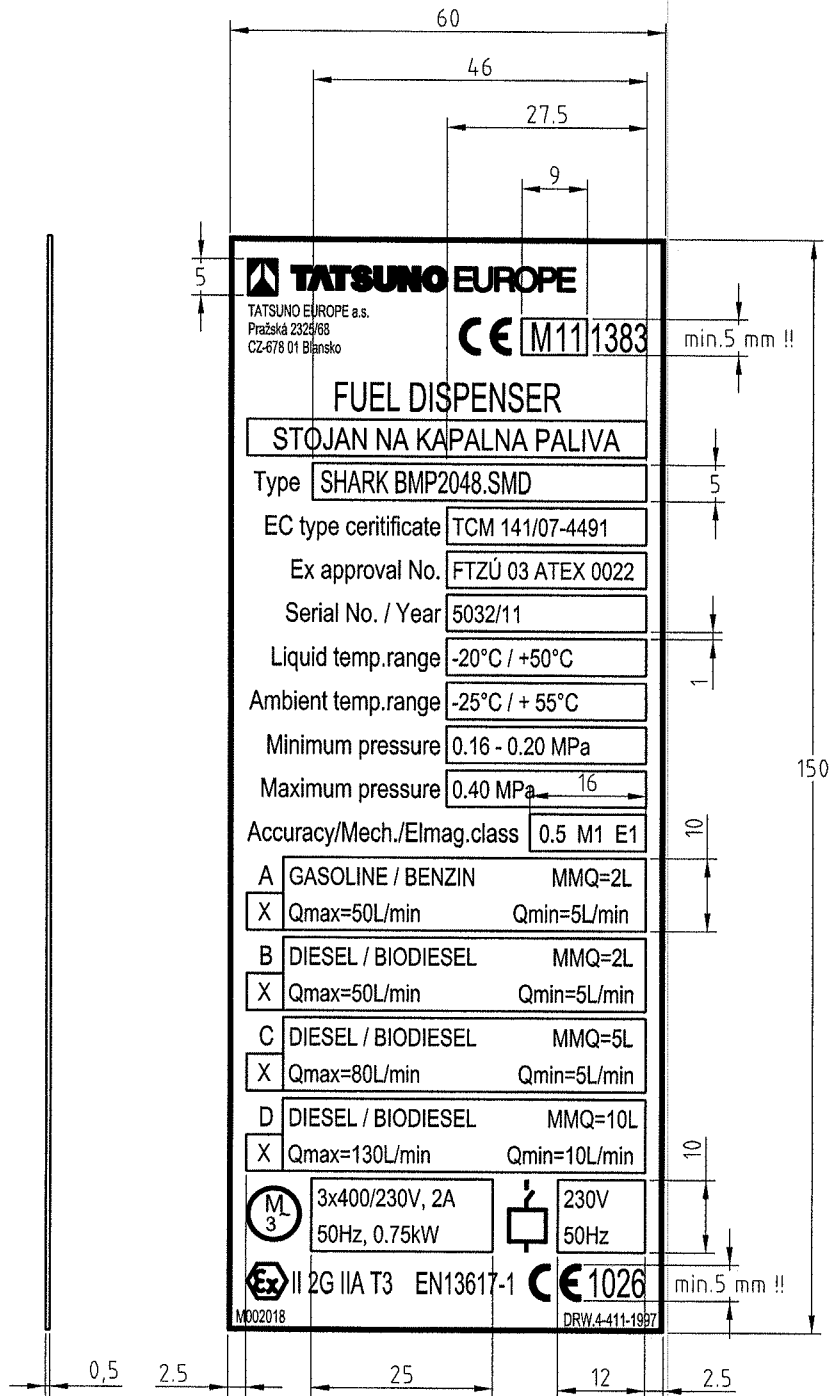 60
46
27.5
9
5
TATSUNO EUROPE
TATSUNO EUROPE a.s.
Pražská 2325/68
CZ-678 01 Blansko
CE M11 1383
min.5 mm !!
FUEL DISPENSER
STOJAN NA KAPALNA PALIVA
Type SHARK BMP2048.SMD
5
EC type ceritificate TCM 141/07-4491
Ex approval No. FTZÚ 03 ATEX 0022
Serial No. / Year 5032/11
1
Liquid temp.range -20°C / +50°C
Ambient temp.range -25°C / + 55°C
Minimum pressure 0.16 - 0.20 MPa
150
Maximum pressure 0.40 MPa
16
Accuracy/Mech./Elmag.class 0.5 M1 E1
10
A GASOLINE / BENZIN MMQ=2L
X Qmax=50L/min Qmin=5L/min
B DIESEL / BIODIESEL MMQ=2L
X Qmax=50L/min Qmin=5L/min
C DIESEL / BIODIESEL MMQ=5L
X Qmax=80L/min Qmin=5L/min
D DIESEL / BIODIESEL MMQ=10L
X Qmax=130L/min Qmin=10L/min
10
M 3~
3x400/230V, 2A
50Hz, 0.75kW
230V
50Hz
Ex II 2G IIA T3 EN13617-1 CE 1026
min.5 mm !!
M002018
DRW.4-411-1997
0,5
2.5
25
12
2.5